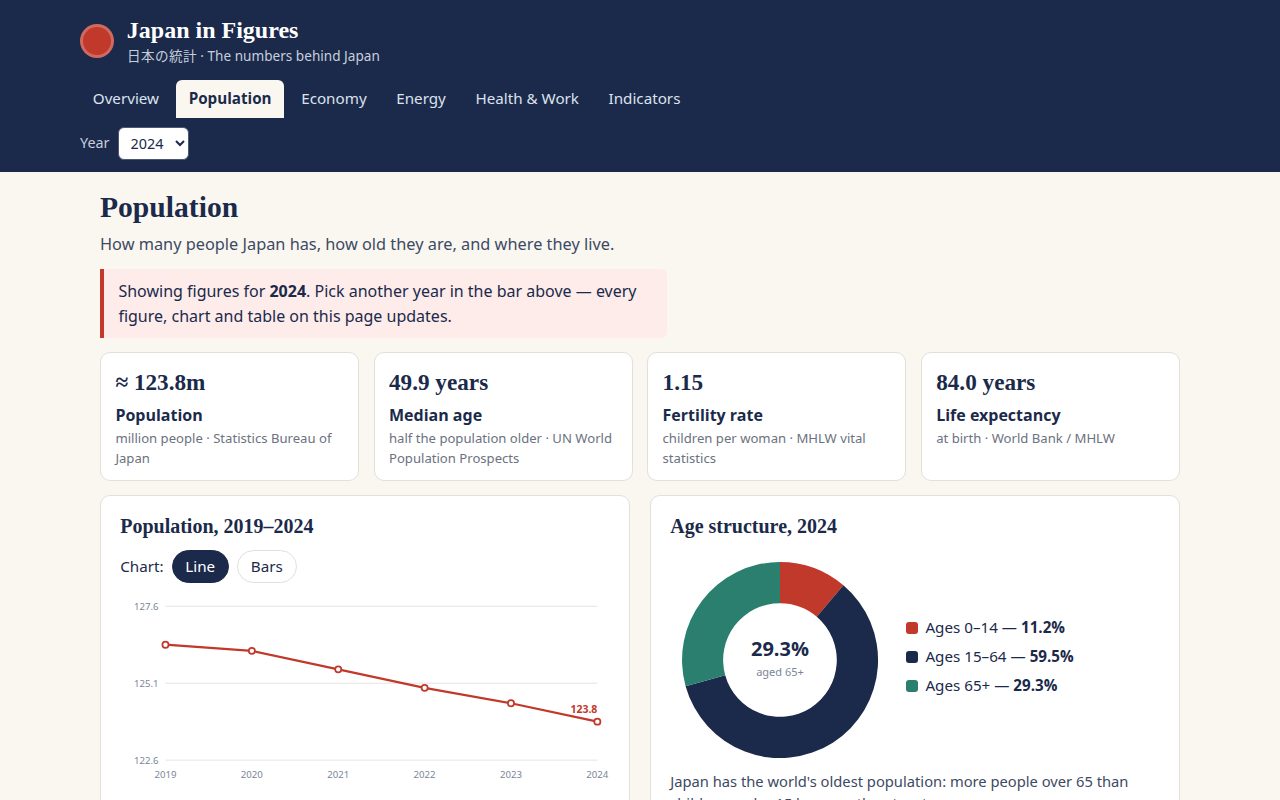 Japan in Figures
日本の統計 · The numbers behind Japan
Overview Population Economy Energy Health & Work Indicators
Year 2024
Population
How many people Japan has, how old they are, and where they live.
Showing figures for 2024. Pick another year in the bar above — every
figure, chart and table on this page updates.
≈ 123.8m
Population
million people · Statistics Bureau of
Japan
49.9 years
Median age
half the population older · UN World
Population Prospects
1.15
Fertility rate
children per woman · MHLW vital
statistics
84.0 years
Life expectancy
at birth · World Bank / MHLW
Population, 2019–2024
Chart: Line Bars
127.6
125.1
123.8
122.6
2019 2020 2021 2022 2023 2024
Age structure, 2024
29.3%
aged 65+
Ages 0–14 — 11.2%
Ages 15–64 — 59.5%
Ages 65+ — 29.3%
Japan has the world's oldest population: more people over 65 than